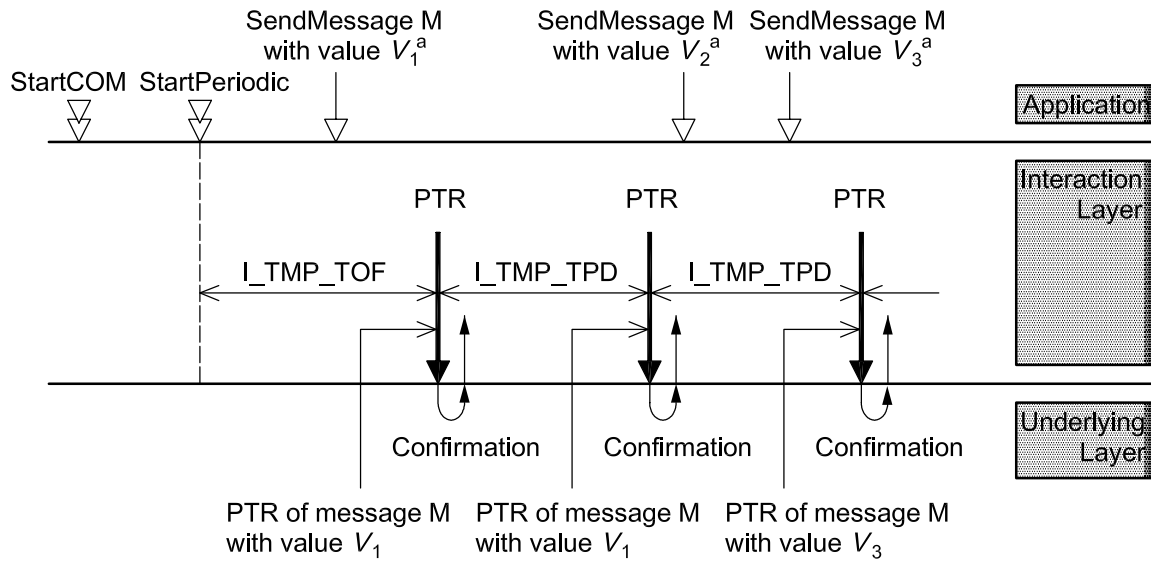 SendMessage M
with value V₁ᵃ
SendMessage M
with value V₂ᵃ
SendMessage M
with value V₃ᵃ
StartCOM
StartPeriodic
Application
Interaction
Layer
PTR
PTR
PTR
I_TMP_TOF
I_TMP_TPD
I_TMP_TPD
Confirmation
Confirmation
Confirmation
Underlying
Layer
PTR of message M
with value V₁
PTR of message M
with value V₁
PTR of message M
with value V₃